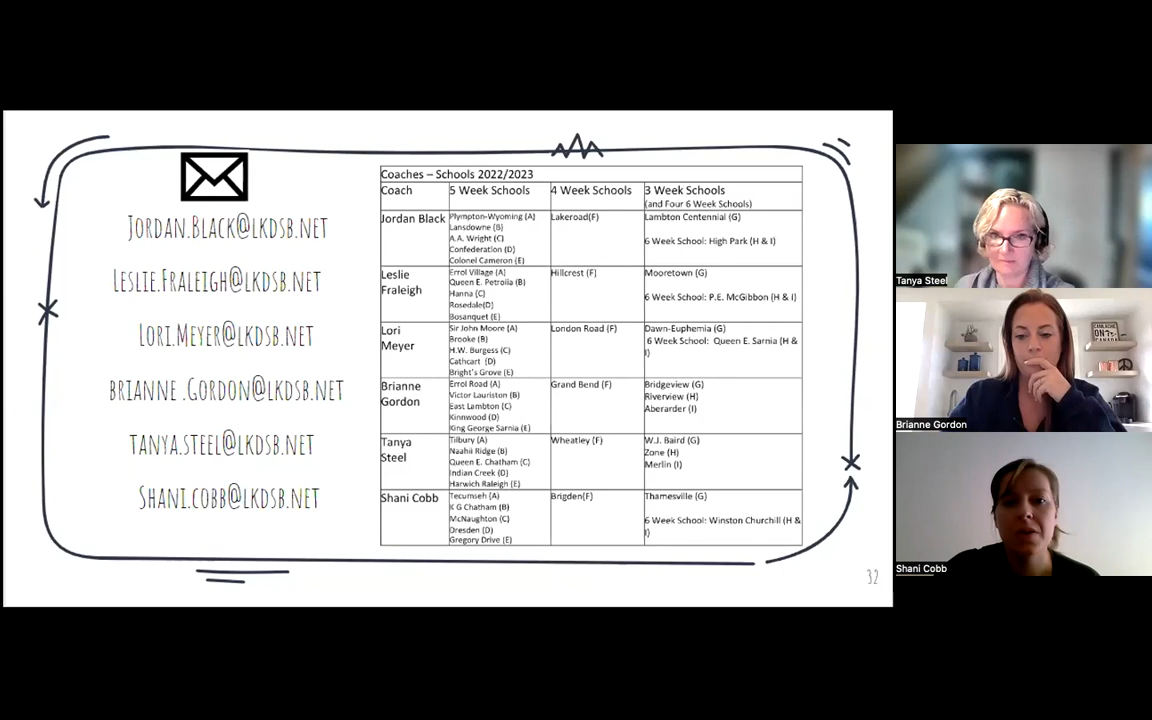 Jordan.Black@lkdsb.net
Leslie.Fraleigh@lkdsb.net
Lori.Meyer@lkdsb.net
Brianne .Gordon@lkdsb.net
tanya.steel@lkdsb.net
Shani.cobb@lkdsb.net
Coaches – Schools 2022/2023
Coach 5 Week Schools 4 Week Schools 3 Week Schools
(and Four 6 Week Schools)
Jordan Black Plympton-Wyoming (A) Lakeroad(F) Lambton Centennial (G)
Lansdowne (B)
A.A. Wright (C) 6 Week School: High Park (H & I)
Confederation (D)
Colonel Cameron (E)
Leslie Errol Village (A) Hillcrest (F) Mooretown (G)
Fraleigh Queen E. Petrolia (B)
Hanna (C) 6 Week School: P.E. McGibbon (H & I)
Rosedale(D)
Bosanquet (E)
Lori Sir John Moore (A) London Road (F) Dawn-Euphemia (G)
Meyer Brooke (B) 6 Week School: Queen E. Sarnia (H &
H.W. Burgess (C) I)
Cathcart (D)
Bright's Grove (E)
Brianne Errol Road (A) Grand Bend (F) Bridgeview (G)
Gordon Victor Lauriston (B) Riverview (H)
East Lambton (C) Aberarder (I)
Kinnwood (D)
King George Sarnia (E)
Tanya Tilbury (A) Wheatley (F) W.J. Baird (G)
Steel Naahii Ridge (B) Zone (H)
Queen E. Chatham (C) Merlin (I)
Indian Creek (D)
Harwich Raleigh (E)
Shani Cobb Tecumseh (A) Brigden(F) Thamesville (G)
K G Chatham (B)
McNaughton (C) 6 Week School: Winston Churchill (H &
Dresden (D) I)
Gregory Drive (E)
32
Tanya Steel
Brianne Gordon
Shani Cobb